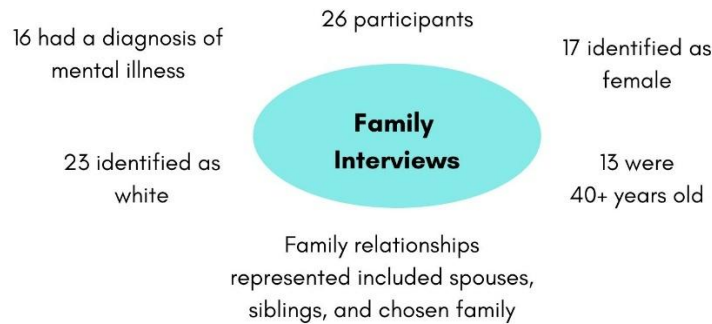 26 participants
16 had a diagnosis of
mental illness
17 identified as
female
Family
Interviews
23 identified as
white
13 were
40+ years old
Family relationships
represented included spouses,
siblings, and chosen family